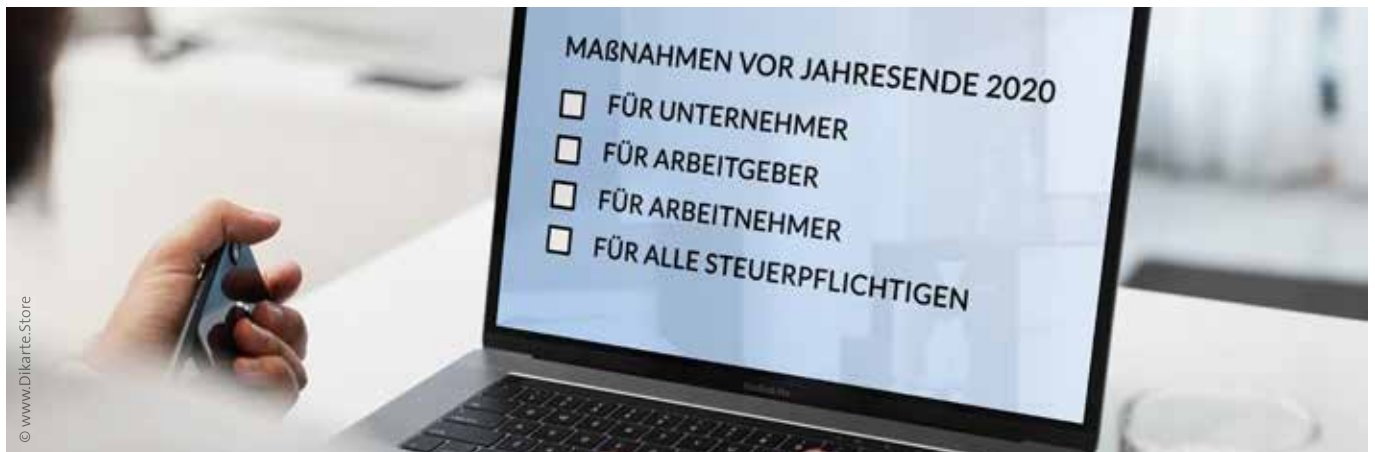 MAßNAHMEN VOR JAHRESENDE 2020
FÜR UNTERNEHMER
FÜR ARBEITGEBER
FÜR ARBEITNEHMER
FÜR ALLE STEUERPFLICHTIGEN
© www.Dikarte.Store